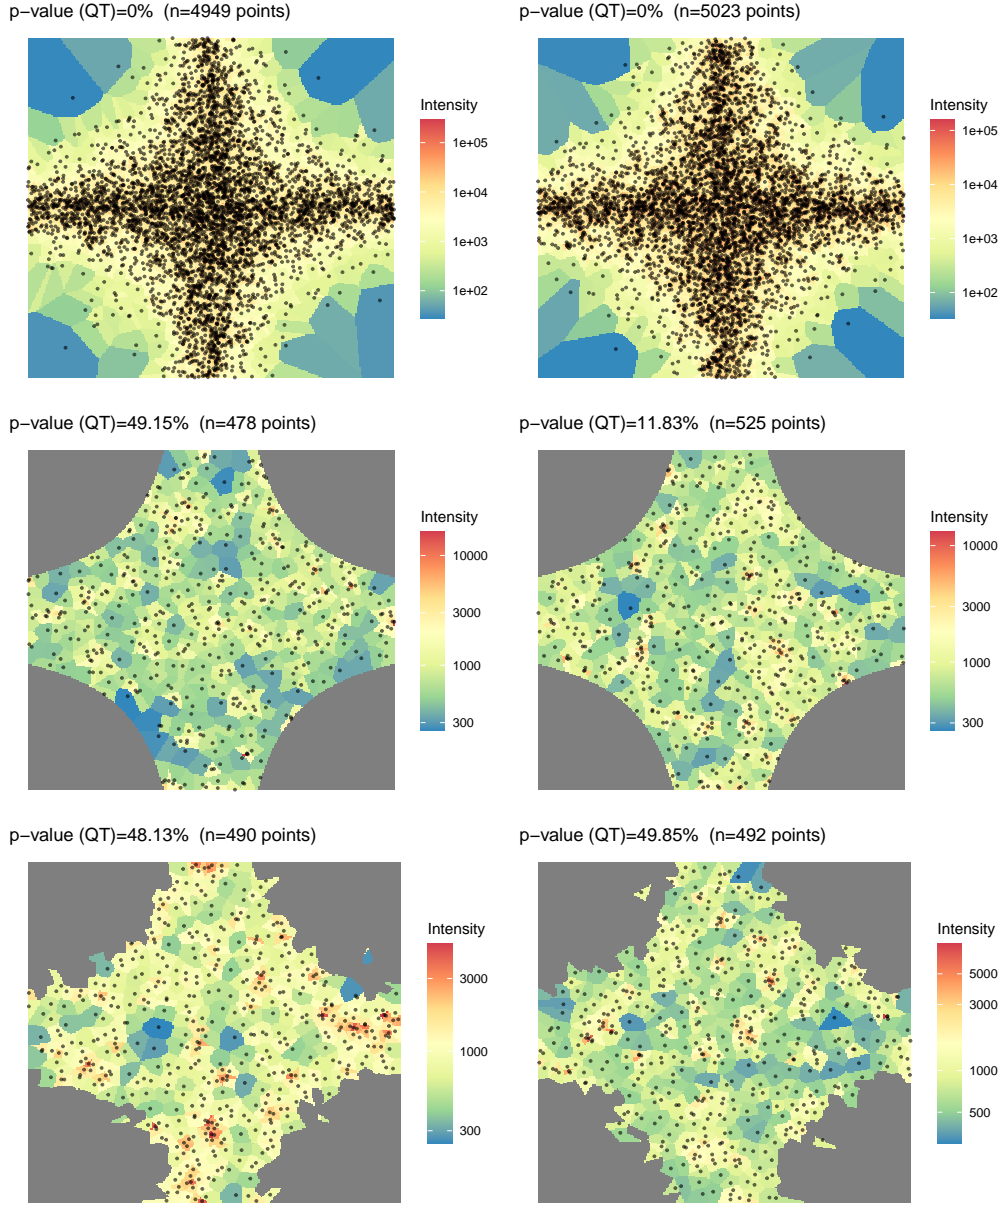 p−value (QT)=0%  (n=4949 points)
Intensity
1e+05
1e+04
1e+03
1e+02
p−value (QT)=0%  (n=5023 points)
Intensity
1e+05
1e+04
1e+03
1e+02
p−value (QT)=49.15%  (n=478 points)
Intensity
10000
3000
1000
300
p−value (QT)=11.83%  (n=525 points)
Intensity
10000
3000
1000
300
p−value (QT)=48.13%  (n=490 points)
Intensity
3000
1000
300
p−value (QT)=49.85%  (n=492 points)
Intensity
5000
3000
1000
500